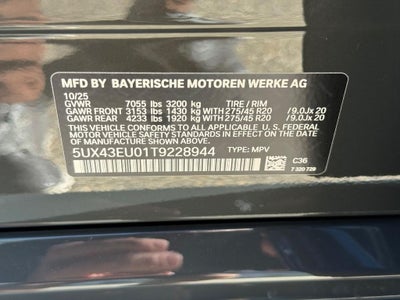 MFD BY BAYERISCHE MOTOREN WERKE AG
10/25
GVWR 7055 lbs 3200 kg TIRE / RIM
GAWR FRONT 3153 lbs 1430 kg 275/45 R20 / 9.0Jx 20
GAWR REAR 4233 lbs 1920 kg 275/45 R20 / 9.0Jx 20
THIS VEHICLE CONFORMS TO ALL APPLICABLE U.S. FEDERAL
MOTOR VEHICLE SAFETY STANDARDS IN EFFECT ON THE
DATE OF MANUFACTURE SHOWN ABOVE.
5UX43EU01T9228944 TYPE: MPV
C36
7 320 729